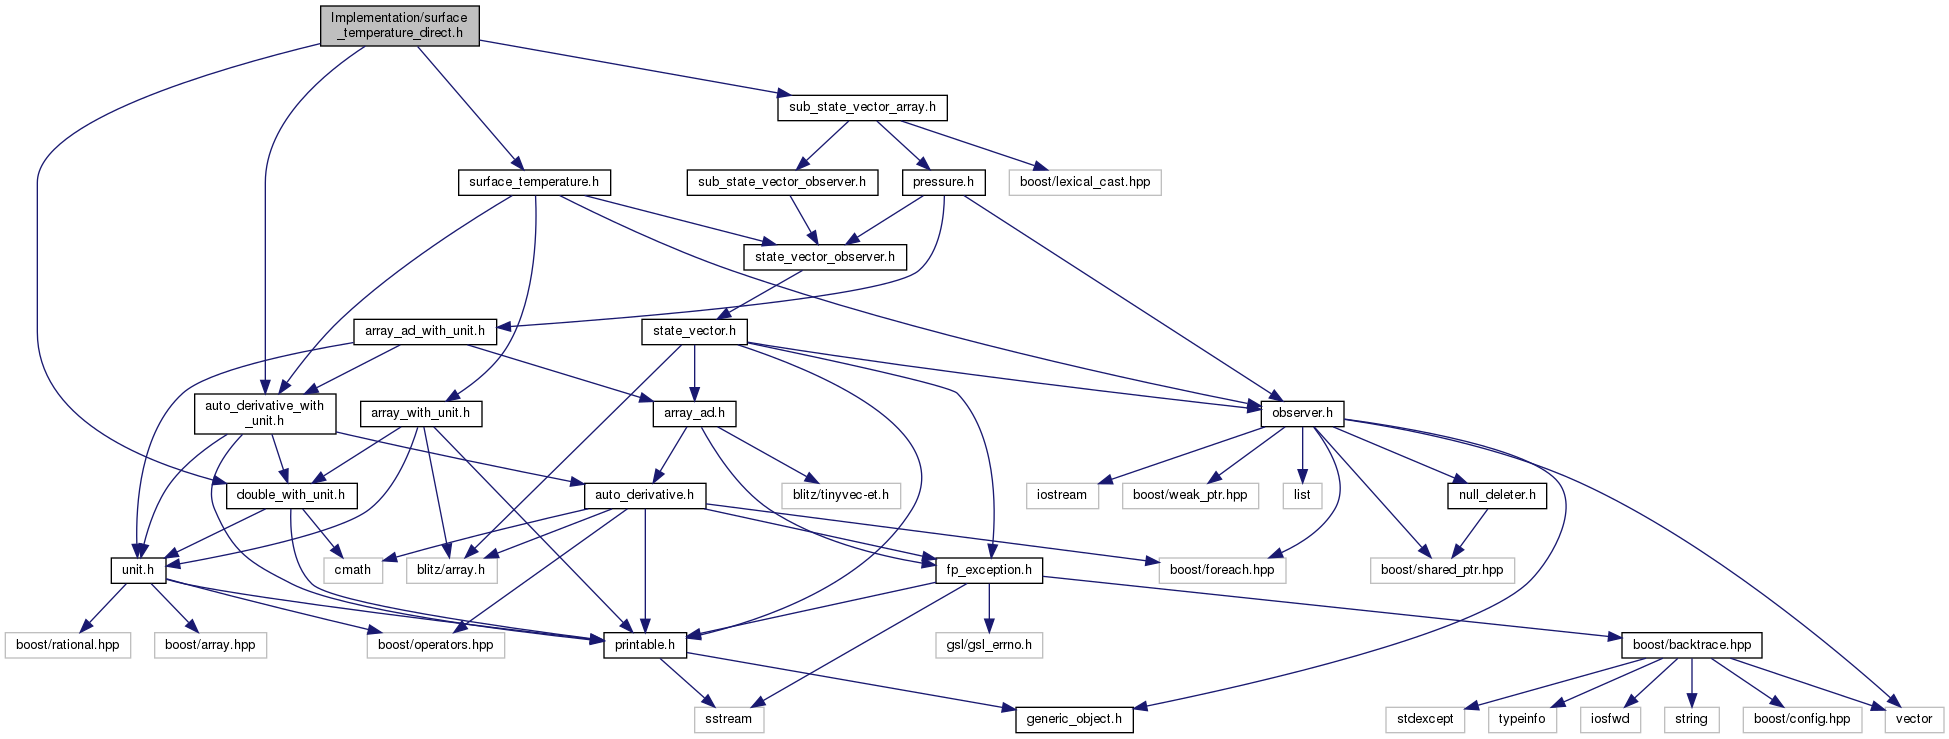 Implementation/surface
_temperature_direct.h
sub_state_vector_array.h
surface_temperature.h
sub_state_vector_observer.h
pressure.h
boost/lexical_cast.hpp
state_vector_observer.h
array_ad_with_unit.h
state_vector.h
auto_derivative_with
_unit.h
array_with_unit.h
array_ad.h
observer.h
double_with_unit.h
auto_derivative.h
blitz/tinyvec-et.h
iostream
boost/weak_ptr.hpp
list
null_deleter.h
unit.h
cmath
blitz/array.h
fp_exception.h
boost/foreach.hpp
boost/shared_ptr.hpp
boost/rational.hpp
boost/array.hpp
boost/operators.hpp
printable.h
gsl/gsl_errno.h
boost/backtrace.hpp
sstream
generic_object.h
stdexcept
typeinfo
iosfwd
string
boost/config.hpp
vector